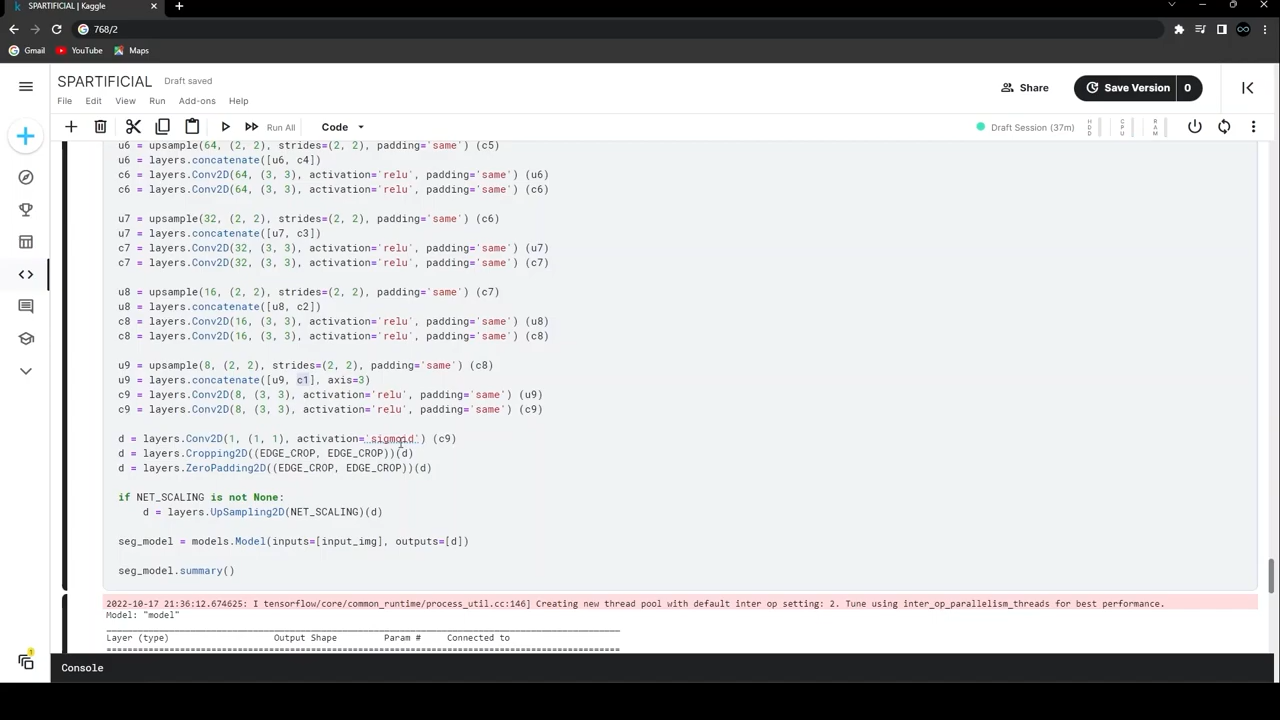 SPARTIFICIAL | Kaggle
768/2
Gmail YouTube Maps
SPARTIFICIAL Draft saved
Share
Save Version 0
File Edit View Run Add-ons Help
Run All
Code
Draft Session (37m)
HDD
CPU
RAM
u6 = upsample(64, (2, 2), strides=(2, 2), padding='same') (c5)
u6 = layers.concatenate([u6, c4])
c6 = layers.Conv2D(64, (3, 3), activation='relu', padding='same') (u6)
c6 = layers.Conv2D(64, (3, 3), activation='relu', padding='same') (c6)
u7 = upsample(32, (2, 2), strides=(2, 2), padding='same') (c6)
u7 = layers.concatenate([u7, c3])
c7 = layers.Conv2D(32, (3, 3), activation='relu', padding='same') (u7)
c7 = layers.Conv2D(32, (3, 3), activation='relu', padding='same') (c7)
u8 = upsample(16, (2, 2), strides=(2, 2), padding='same') (c7)
u8 = layers.concatenate([u8, c2])
c8 = layers.Conv2D(16, (3, 3), activation='relu', padding='same') (u8)
c8 = layers.Conv2D(16, (3, 3), activation='relu', padding='same') (c8)
u9 = upsample(8, (2, 2), strides=(2, 2), padding='same') (c8)
u9 = layers.concatenate([u9, c1], axis=3)
c9 = layers.Conv2D(8, (3, 3), activation='relu', padding='same') (u9)
c9 = layers.Conv2D(8, (3, 3), activation='relu', padding='same') (c9)
d = layers.Conv2D(1, (1, 1), activation='sigmoid') (c9)
d = layers.Cropping2D((EDGE_CROP, EDGE_CROP))(d)
d = layers.ZeroPadding2D((EDGE_CROP, EDGE_CROP))(d)
if NET_SCALING is not None:
d = layers.UpSampling2D(NET_SCALING)(d)
seg_model = models.Model(inputs=[input_img], outputs=[d])
seg_model.summary()
2022-10-17 21:36:12.674625: I tensorflow/core/common_runtime/process_util.cc:146] Creating new thread pool with default inter op setting: 2. Tune using inter_op_parallelism_threads for best performance.
Model: "model"
Layer (type) Output Shape Param # Connected to
1
Console